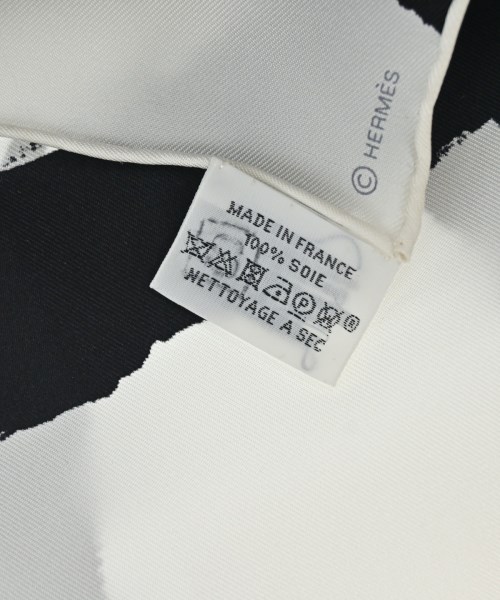 © HERMÈS
MADE IN FRANCE
100% SOIE
P ®
NETTOYAGE A SEC